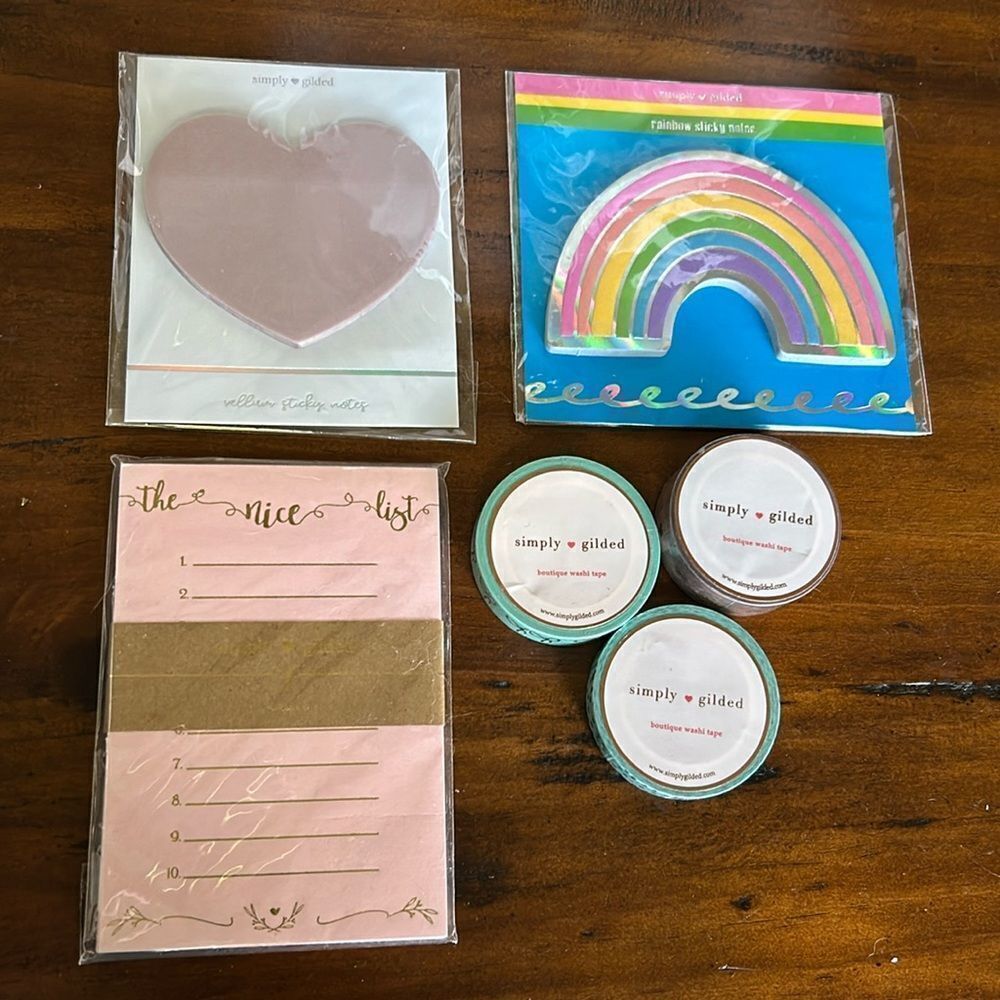 simply gilded
vellum sticky notes
simply gilded
rainbow sticky notes
the nice list
1.
2.
7.
8.
9.
10.
simply gilded
boutique washi tape
www.simplygilded.com
simply gilded
boutique washi tape
www.simplygilded.com
simply gilded
boutique washi tape
www.simplygilded.com